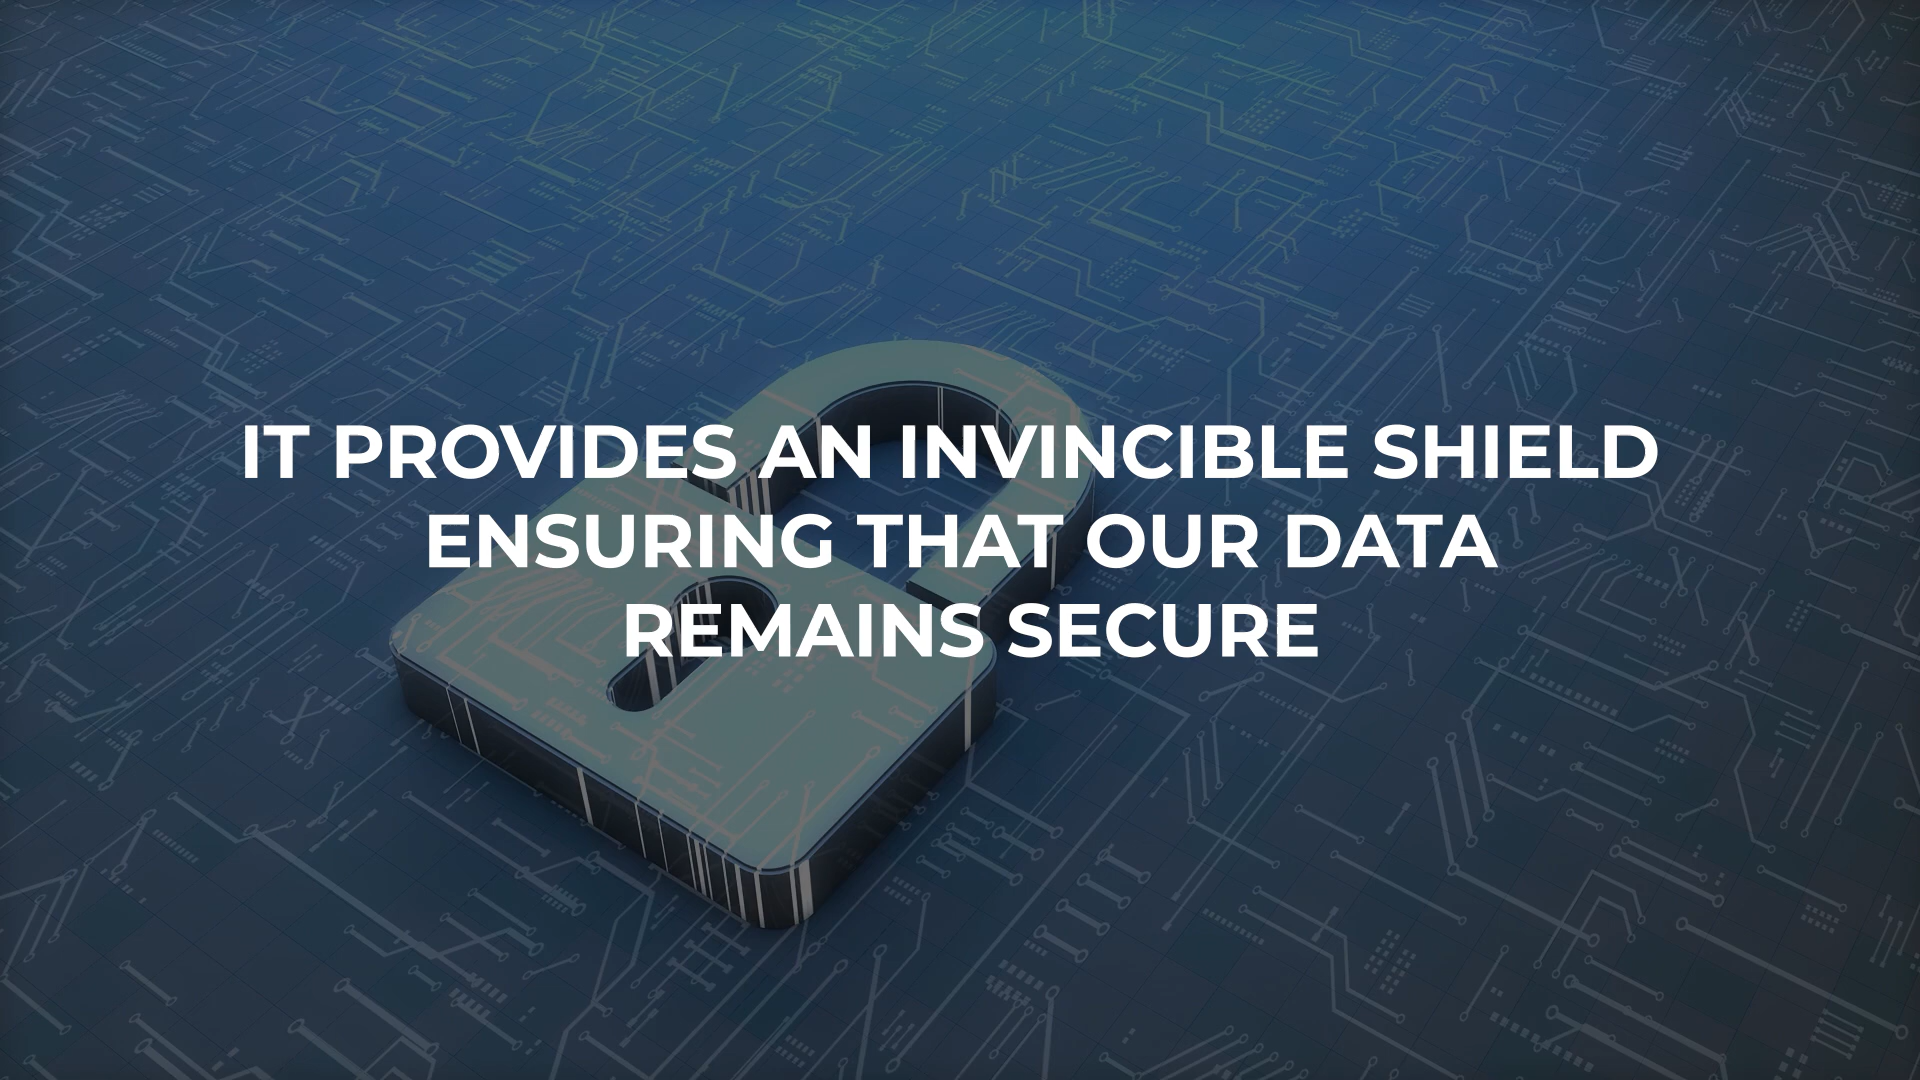 IT PROVIDES AN INVINCIBLE SHIELD
ENSURING THAT OUR DATA
REMAINS SECURE